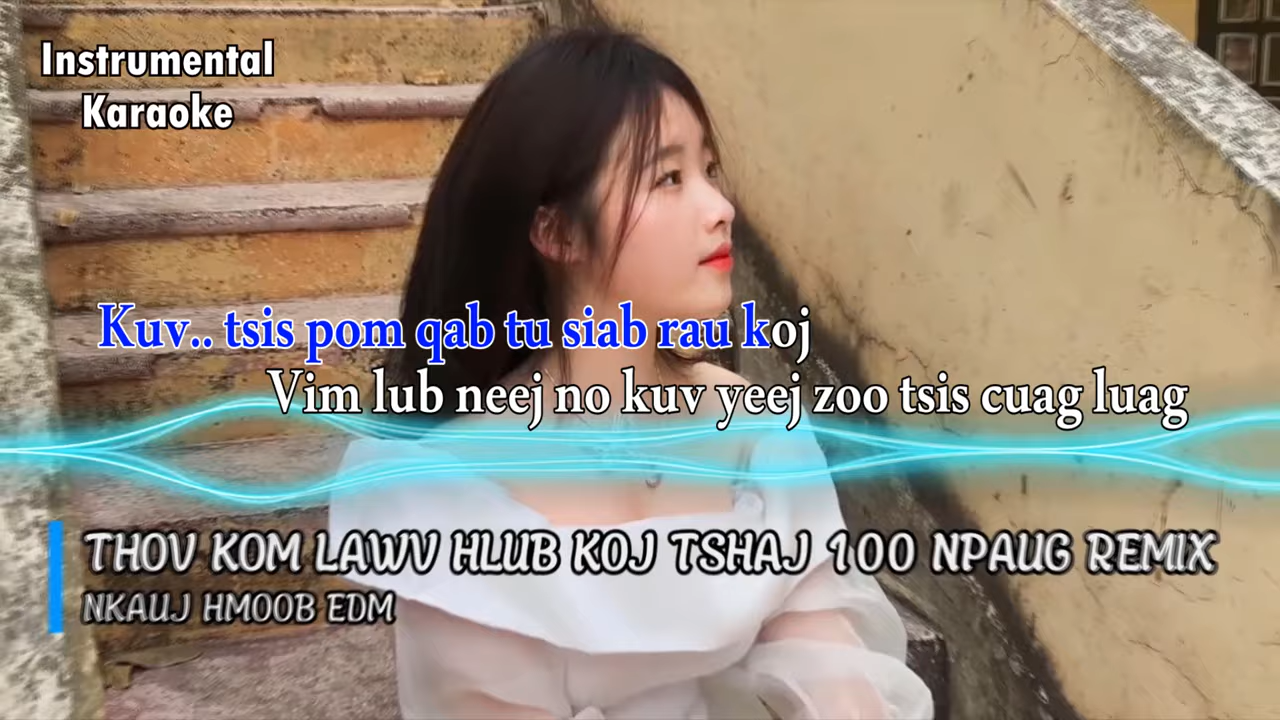 Instrumental
Karaoke
Kuv.. tsis pom qab tu siab rau koj
Vim lub neej no kuv yeej zoo tsis cuag luag
THOV KOM LAWV HLUB KOJ TSHAJ 100 NPAUG REMIX
NKAUJ HMOOB EDM